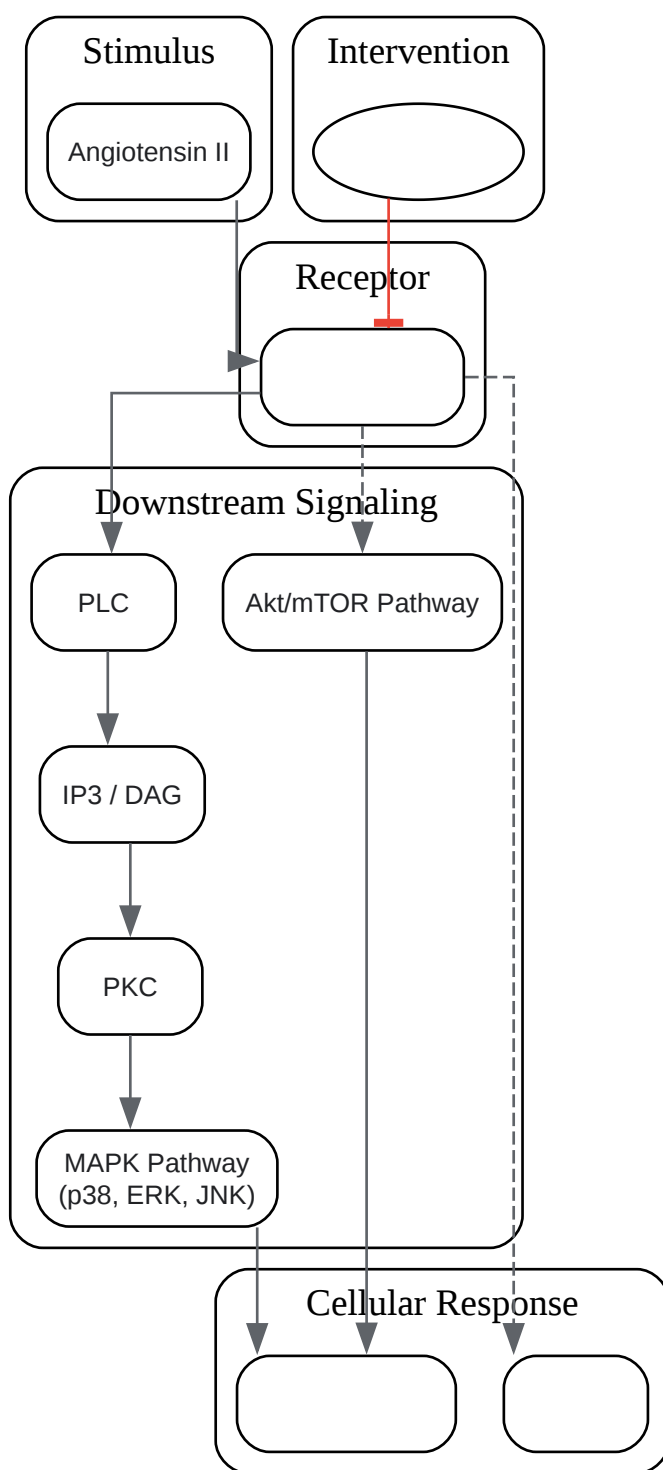 Stimulus
Intervention
Angiotensin II
Receptor
Downstream Signaling
PLC
Akt/mTOR Pathway
IP3 / DAG
PKC
MAPK Pathway
(p38, ERK, JNK)
Cellular Response